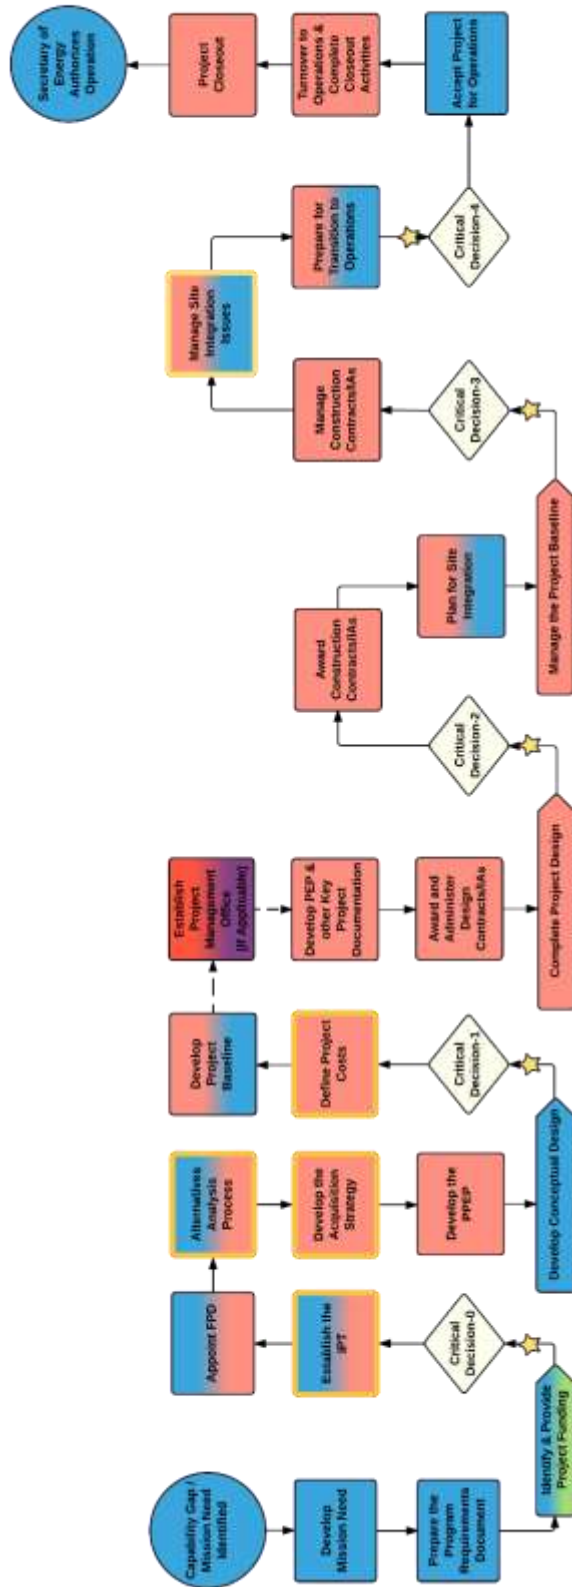 Capability Gap /
Mission Need
Identified
Develop
Mission Need
Prepare the
Program
Requirements
Document
Identify & Provide
Project Funding
Critical
Decision-0
Establish the
IPT
Appoint FPD
Alternatives
Analysis
Process
Develop the
Acquisition
Strategy
Develop the
PPEP
Develop Conceptual Design
Critical
Decision-1
Define Project
Costs
Develop
Project
Baseline
Establish
Project
Management
Office
(If Applicable)
Develop PEP &
other Key
Project
Documentation
Award and
Administer
Design
Contracts/IAs
Complete Project Design
Critical
Decision-2
Award
Construction
Contracts/IAs
Plan for Site
Integration
Manage the Project Baseline
Critical
Decision-3
Manage
Construction
Contracts/IAs
Manage Site
Integration
Issues
Prepare for
Transition to
Operations
Critical
Decision-4
Accept Project
for Operations
Turnover to
Operations &
Complete
Closeout
Activities
Project
Closeout
Secretary of
Energy
Authorizes
Operation